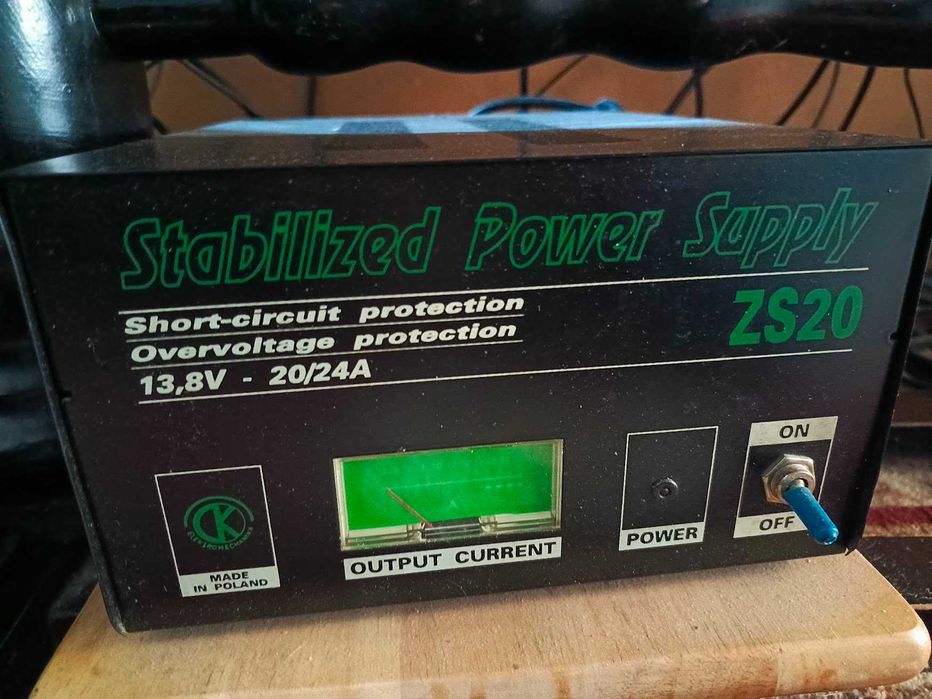 Stabilized Power Supply
Short-circuit protection
Overvoltage protection
ZS20
13,8V - 20/24A
ON
OFF
POWER
OUTPUT CURRENT
CK
MADE
IN POLAND